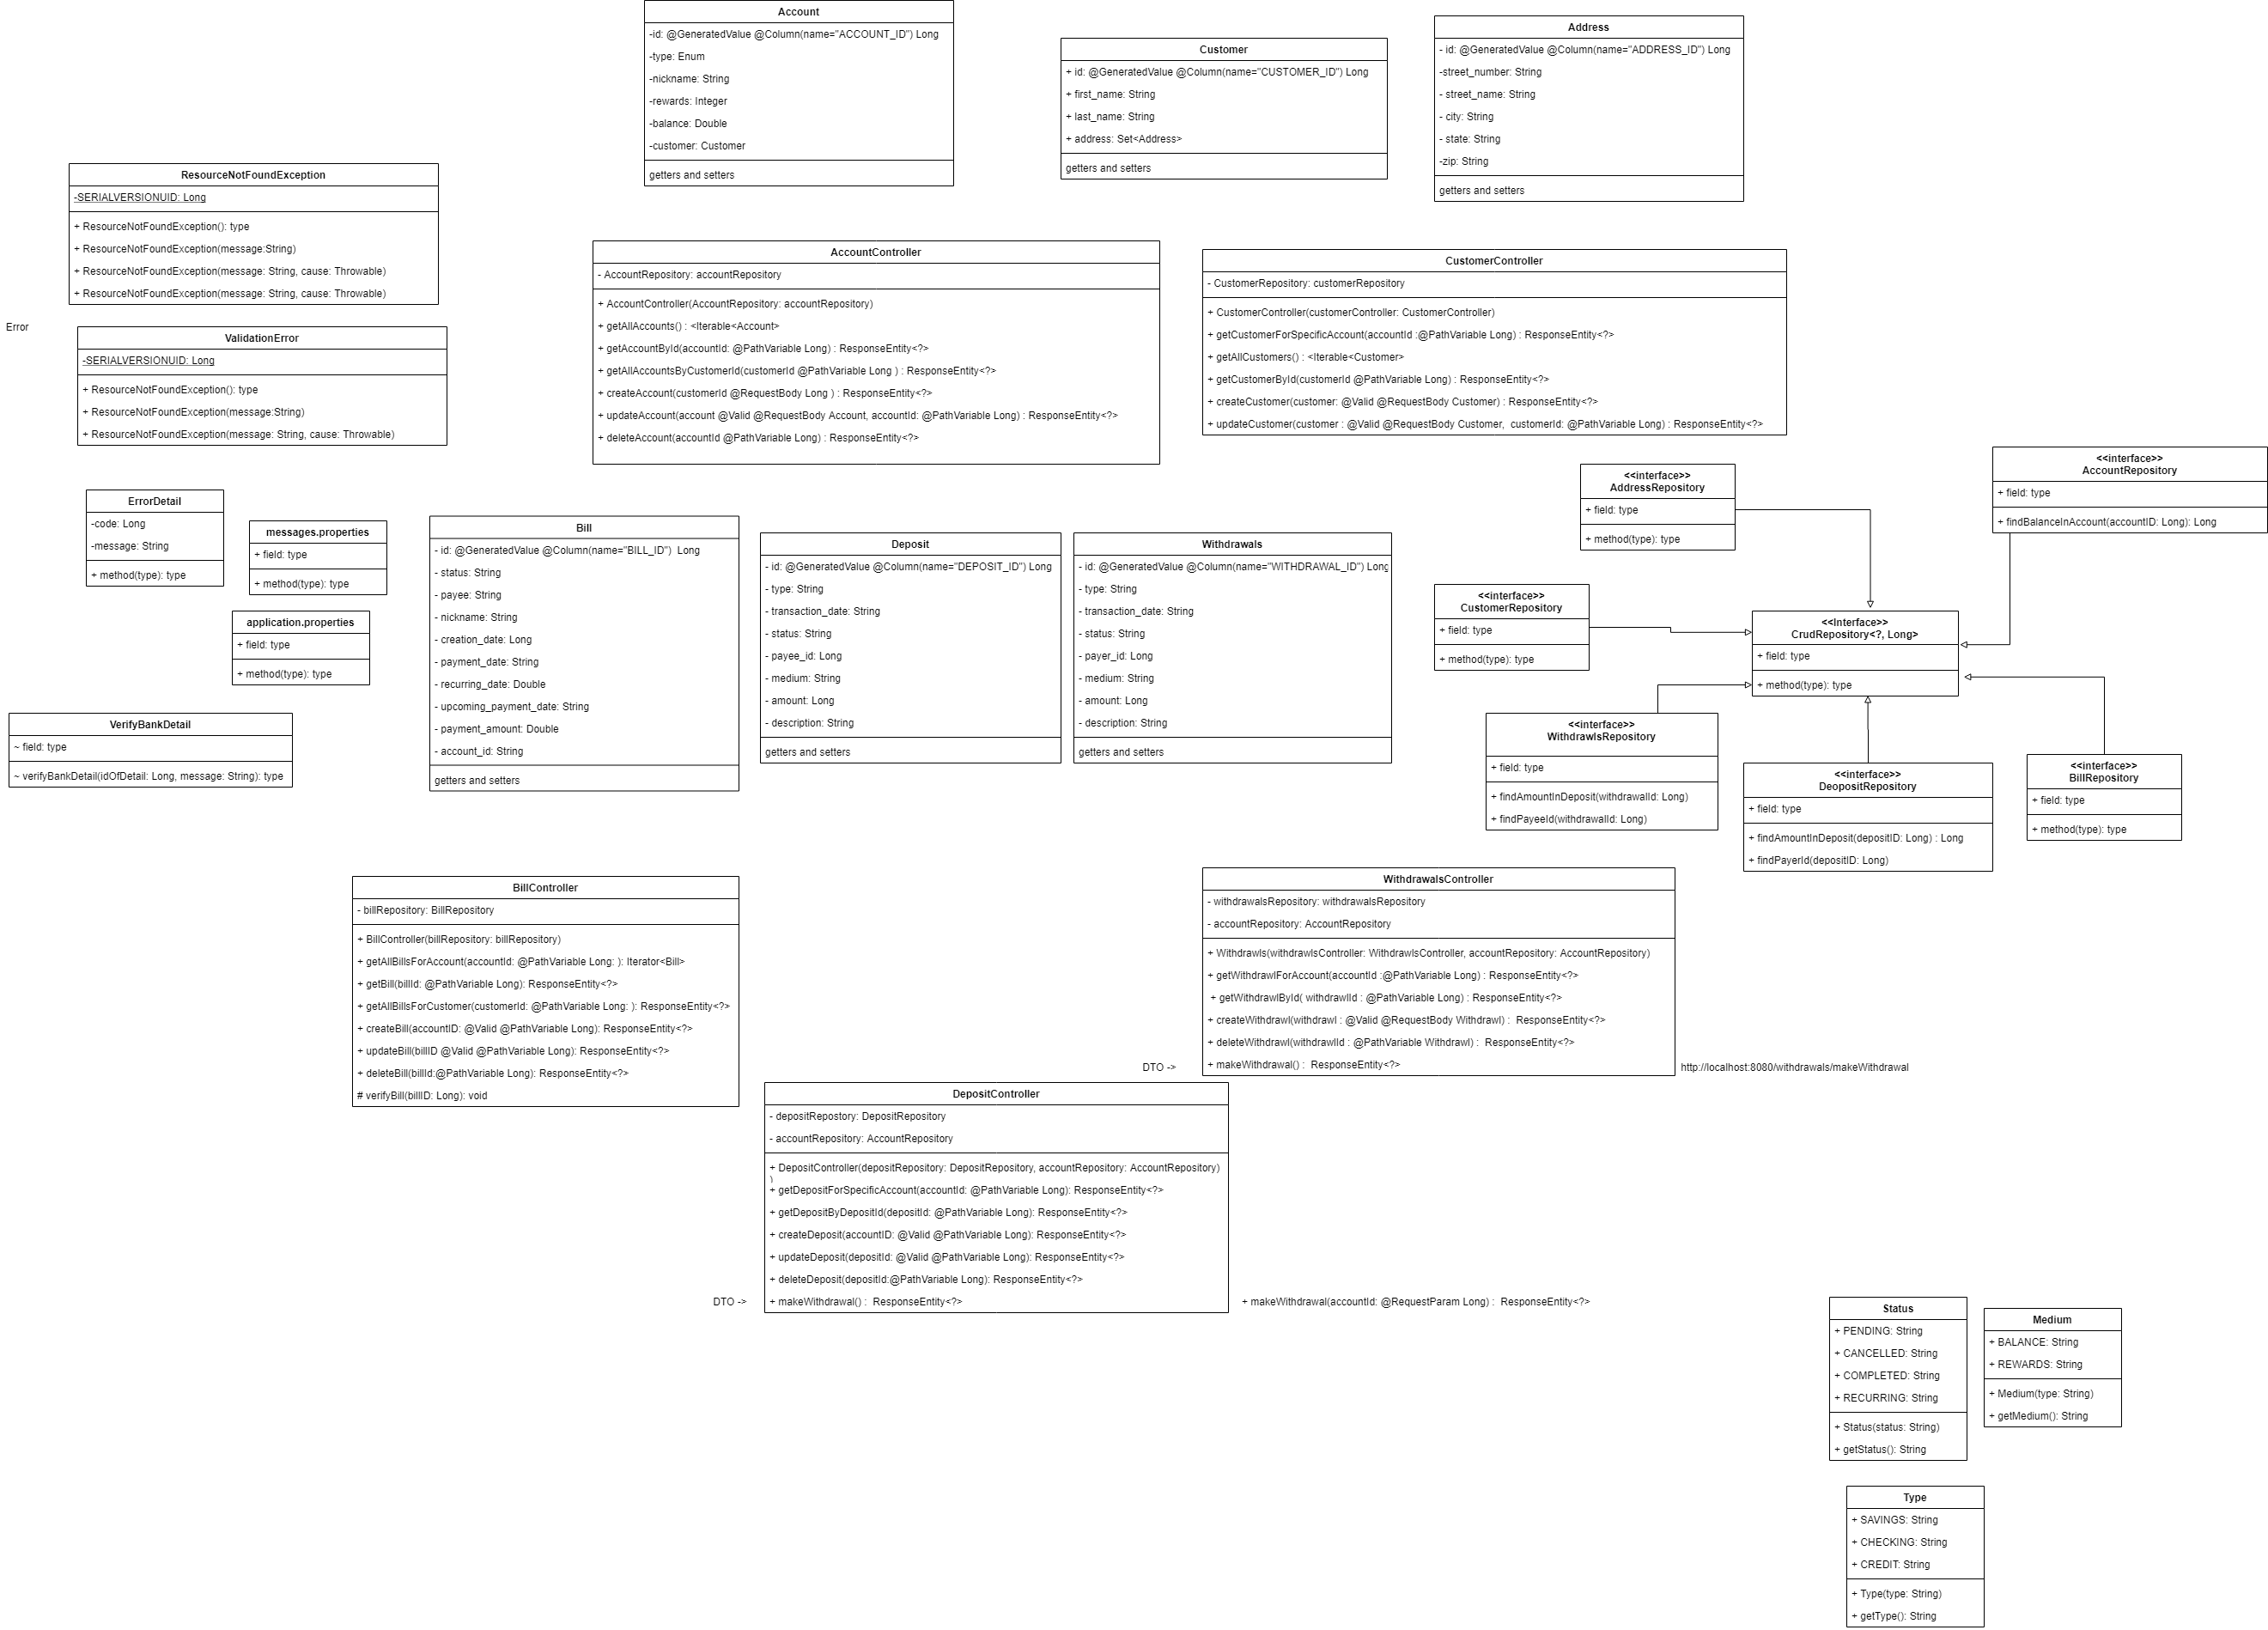 Account
-id: @GeneratedValue @Column(name="ACCOUNT_ID") Long
-type: Enum
-nickname: String
-rewards: Integer
-balance: Double
-customer: Customer
getters and setters
Customer
+ id: @GeneratedValue @Column(name="CUSTOMER_ID") Long
+ first_name: String
+ last_name: String
+ address: Set<Address>
getters and setters
Address
- id: @GeneratedValue @Column(name="ADDRESS_ID") Long
-street_number: String
- street_name: String
- city: String
- state: String
-zip: String
getters and setters
ResourceNotFoundException
-SERIALVERSIONUID: Long
+ ResourceNotFoundException(): type
+ ResourceNotFoundException(message:String)
+ ResourceNotFoundException(message: String, cause: Throwable)
+ ResourceNotFoundException(message: String, cause: Throwable)
Error
ValidationError
-SERIALVERSIONUID: Long
+ ResourceNotFoundException(): type
+ ResourceNotFoundException(message:String)
+ ResourceNotFoundException(message: String, cause: Throwable)
AccountController
- AccountRepository: accountRepository
+ AccountController(AccountRepository: accountRepository)
+ getAllAccounts() : <Iterable<Account>
+ getAccountById(accountId: @PathVariable Long) : ResponseEntity<?>
+ getAllAccountsByCustomerId(customerId @PathVariable Long ) : ResponseEntity<?>
+ createAccount(customerId @RequestBody Long ) : ResponseEntity<?>
+ updateAccount(account @Valid @RequestBody Account, accountId: @PathVariable Long) : ResponseEntity<?>
+ deleteAccount(accountId @PathVariable Long) : ResponseEntity<?>
CustomerController
- CustomerRepository: customerRepository
+ CustomerController(customerController: CustomerController)
+ getCustomerForSpecificAccount(accountId :@PathVariable Long) : ResponseEntity<?>
+ getAllCustomers() : <Iterable<Customer>
+ getCustomerById(customerId @PathVariable Long) : ResponseEntity<?>
+ createCustomer(customer: @Valid @RequestBody Customer) : ResponseEntity<?>
+ updateCustomer(customer : @Valid @RequestBody Customer,  customerId: @PathVariable Long) : ResponseEntity<?>
<<interface>>
AddressRepository
+ field: type
+ method(type): type
<<interface>>
AccountRepository
+ field: type
+ findBalanceInAccount(accountID: Long): Long
ErrorDetail
-code: Long
-message: String
+ method(type): type
messages.properties
+ field: type
+ method(type): type
application.properties
+ field: type
+ method(type): type
VerifyBankDetail
~ field: type
~ verifyBankDetail(idOfDetail: Long, message: String): type
Bill
- id: @GeneratedValue @Column(name="BILL_ID")  Long
- status: String
- payee: String
- nickname: String
- creation_date: Long
- payment_date: String
- recurring_date: Double
- upcoming_payment_date: String
- payment_amount: Double
- account_id: String
getters and setters
Deposit
- id: @GeneratedValue @Column(name="DEPOSIT_ID") Long
- type: String
- transaction_date: String
- status: String
- payee_id: Long
- medium: String
- amount: Long
- description: String
getters and setters
Withdrawals
- id: @GeneratedValue @Column(name="WITHDRAWAL_ID") Long
- type: String
- transaction_date: String
- status: String
- payer_id: Long
- medium: String
- amount: Long
- description: String
getters and setters
<<interface>>
CustomerRepository
+ field: type
+ method(type): type
<<Interface>>
CrudRepository<?, Long>
+ field: type
+ method(type): type
<<interface>>
WithdrawlsRepository
+ field: type
+ findAmountInDeposit(withdrawalId: Long)
+ findPayeeId(withdrawalId: Long)
<<interface>>
DeopositRepository
+ field: type
+ findAmountInDeposit(depositID: Long) : Long
+ findPayerId(depositID: Long)
<<interface>>
BillRepository
+ field: type
+ method(type): type
BillController
- billRepository: BillRepository
+ BillController(billRepository: billRepository)
+ getAllBillsForAccount(accountId: @PathVariable Long: ): Iterator<Bill>
+ getBill(billId: @PathVariable Long): ResponseEntity<?>
+ getAllBillsForCustomer(customerId: @PathVariable Long: ): ResponseEntity<?>
+ createBill(accountID: @Valid @PathVariable Long): ResponseEntity<?>
+ updateBill(billID @Valid @PathVariable Long): ResponseEntity<?>
+ deleteBill(billId:@PathVariable Long): ResponseEntity<?>
# verifyBill(billID: Long): void
WithdrawalsController
- withdrawalsRepository: withdrawalsRepository
- accountRepository: AccountRepository
+ Withdrawls(withdrawlsController: WithdrawlsController, accountRepository: AccountRepository)
+ getWithdrawlForAccount(accountId :@PathVariable Long) : ResponseEntity<?>
+ getWithdrawlById( withdrawlId : @PathVariable Long) : ResponseEntity<?>
+ createWithdrawl(withdrawl : @Valid @RequestBody Withdrawl) :  ResponseEntity<?>
+ deleteWithdrawl(withdrawlId : @PathVariable Withdrawl) :  ResponseEntity<?>
DTO ->
+ makeWithdrawal() :  ResponseEntity<?>
http://localhost:8080/withdrawals/makeWithdrawal
DepositController
- depositRepostory: DepositRepository
- accountRepository: AccountRepository
+ DepositController(depositRepository: DepositRepository, accountRepository: AccountRepository)
)
+ getDepositForSpecificAccount(accountId: @PathVariable Long): ResponseEntity<?>
+ getDepositByDepositId(depositId: @PathVariable Long): ResponseEntity<?>
+ createDeposit(accountID: @Valid @PathVariable Long): ResponseEntity<?>
+ updateDeposit(depositId: @Valid @PathVariable Long): ResponseEntity<?>
+ deleteDeposit(depositId:@PathVariable Long): ResponseEntity<?>
DTO ->
+ makeWithdrawal() :  ResponseEntity<?>
+ makeWithdrawal(accountId: @RequestParam Long) :  ResponseEntity<?>
Status
+ PENDING: String
+ CANCELLED: String
+ COMPLETED: String
+ RECURRING: String
+ Status(status: String)
+ getStatus(): String
Medium
+ BALANCE: String
+ REWARDS: String
+ Medium(type: String)
+ getMedium(): String
Type
+ SAVINGS: String
+ CHECKING: String
+ CREDIT: String
+ Type(type: String)
+ getType(): String